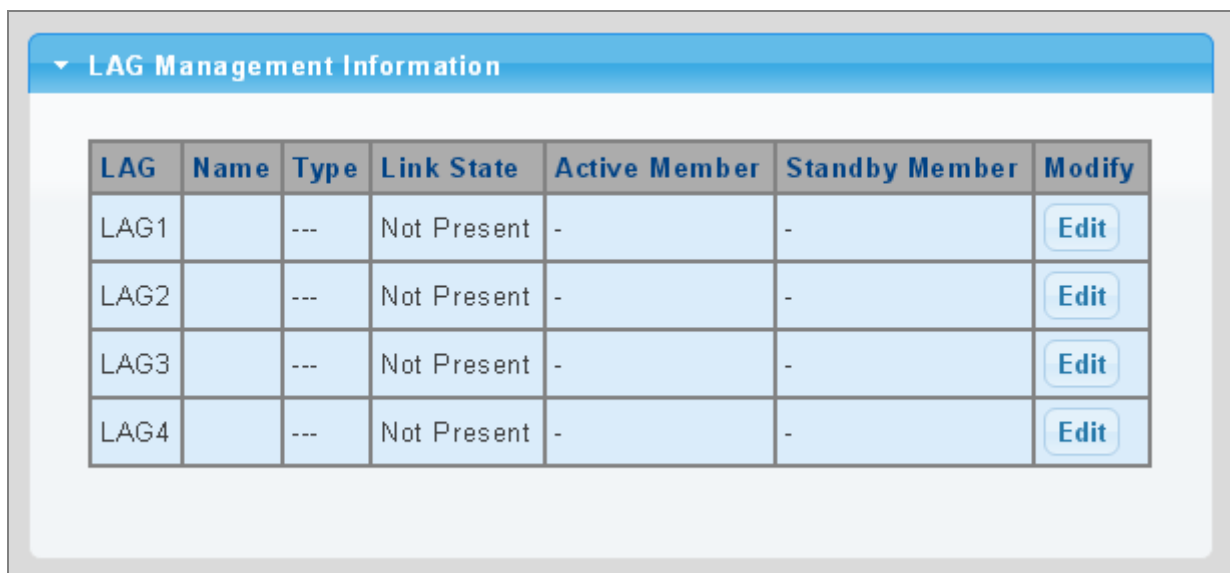 LAG Management Information
LAG Name Type Link State Active Member Standby Member Modify
LAG1 --- Not Present - - Edit
LAG2 --- Not Present - - Edit
LAG3 --- Not Present - - Edit
LAG4 --- Not Present - - Edit